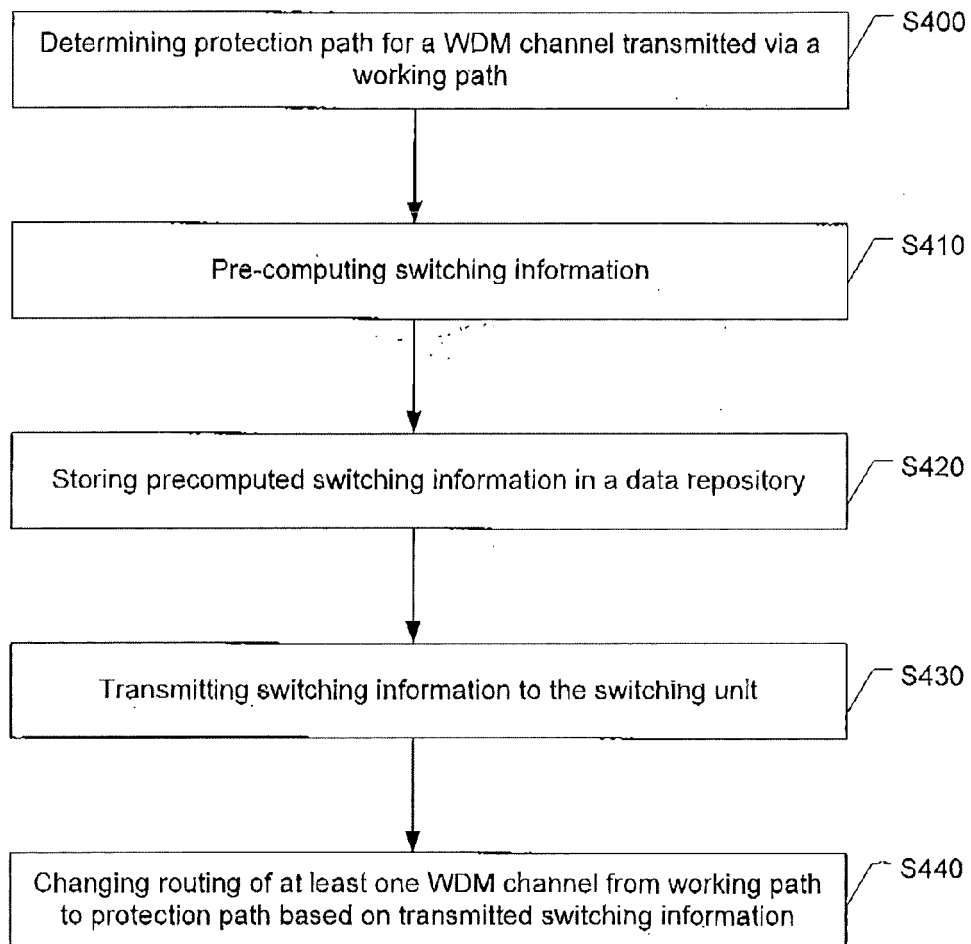 Determining protection path for a WDM channel transmitted via a
working path
S400
Pre-computing switching information
S410
Storing precomputed switching information in a data repository
S420
Transmitting switching information to the switching unit
S430
Changing routing of at least one WDM channel from working path
to protection path based on transmitted switching information
S440